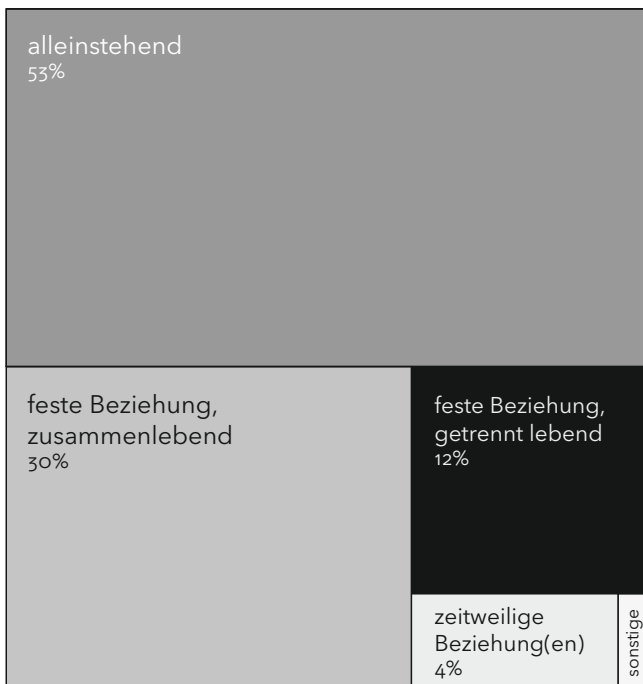 alleinstehend
53%
feste Beziehung,
zusammenlebend
30%
feste Beziehung,
getrennt lebend
12%
zeitweilige
Beziehung(en)
4%
sonstige